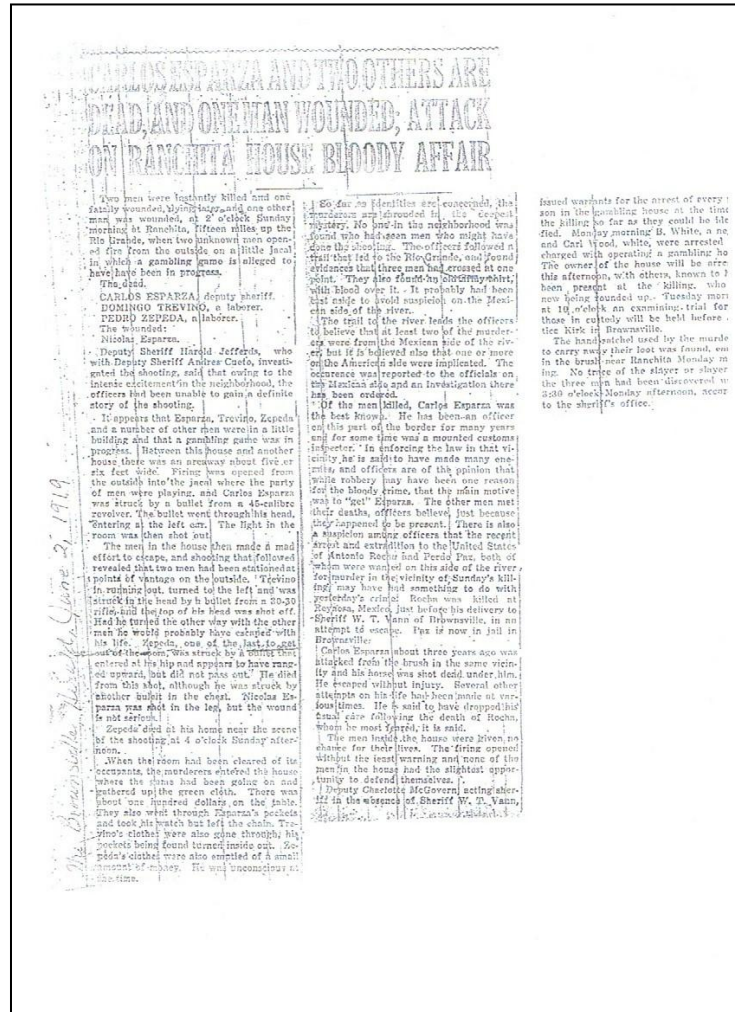 CARLOS ESPARZA AND TWO OTHERS ARE
DEAD, AND ONE MAN WOUNDED; ATTACK
ON RANCHITA HOUSE BLOODY AFFAIR
Two men were instantly killed and one
fatally wounded, dying later, and one other
man was wounded, at 2 o'clock Sunday
morning at Ranchita, fifteen miles up the
Rio Grande, when two unknown men open-
ed fire from the outside on a little jacal
in which a gambling game is alleged to
have have been in progress.
The dead.
CARLOS ESPARZA, deputy sheriff.
DOMINGO TREVINO, a laborer.
PEDRO ZEPEDA, a laborer.
The wounded:
Nicolas Esparza.
Deputy Sheriff Harold Jefferds, who
with Deputy Sheriff Andres Cuefo, investi-
gated the shooting, said that owing to the
intense excitement in the neighborhood, the
officers had been unable to gain a definite
story of the shooting.
It appears that Esparza, Trevino, Zepeda
and a number of other men were in a little
building and that a gambling game was in
progress. Between this house and another
house there was an areaway about five or
six feet wide. Firing was opened from
the outside into the jacal where the party
of men were playing, and Carlos Esparza
was struck by a bullet from a 45-calibre
revolver. The bullet went through his head,
entering at the left ear. The light in the
room was then shot out.
The men in the house then made a mad
effort to escape, and shooting that followed
revealed that two men had been stationed at
points of vantage on the outside. Trevino
in running out, turned to the left and was
struck in the head by a bullet from a 30-30
rifle, and the top of his head was shot off.
Had he turned the other way with the other
men he would probably have escaped with
his life. Zepeda, one of the last to get
out of the room, was struck by a bullet that
entered at his hip and appears to have rang-
ed upward, but did not pass out. He died
from this shot, although he was struck by
another bullet in the chest. Nicolas Es-
parza was shot in the leg, but the wound
is not serious.
Zepeda died at his home near the scene
of the shooting at 4 o'clock Sunday after-
noon.
When the room had been cleared of its
occupants, the murderers entered the house
where the game had been going on and
gathered up the green cloth. There was
about one hundred dollars on the table.
They also went through Esparza's pockets
and took his watch but left the chain. Tre-
vino's clothes were also gone through, his
pockets being found turned inside out. Ze-
peda's clothes were also emptied of a small
amount of money. He was unconscious at
the time.
So far as identities are concerned, the
murderers are shrouded in the deepest
mystery. No one in the neighborhood was
found who had seen men who might have
done the shooting. The officers followed a
trail that led to the Rio Grande, and found
evidences that three men had crossed at one
point. They also found an old army shirt,
with blood over it. It probably had been
cast aside to avoid suspicion on the Mexi-
can side of the river.
The trail to the river leads the officers
to believe that at least two of the murder-
ers were from the Mexican side of the riv-
er, but it is believed also that one or more
on the American side were implicated. The
occurence was reported to the officials on
the Mexican side and an investigation there
has been ordered.
Of the men killed, Carlos Esparza was
the best known. He has been an officer
on this part of the border for many years
and for some time was a mounted customs
inspector. In enforcing the law in that vi-
cinity he is said to have made many ene-
mies, and officers are of the opinion that
while robbery may have been one reason
for the bloody crime, that the main motive
was to "get" Esparza. The other men met
their deaths, officers believe, just because
they happened to be present. There is also
a suspicion among officers that the recent
arrest and extradition to the United States
of Antonio Rocha and Perdo Paz, both of
whom were wanted on this side of the river
for murder in the vicinity of Sunday's kill-
ing, may have had something to do with
yesterday's crime. Rocha was killed at
Reynosa, Mexico, just before his delivery to
Sheriff W. T. Vann of Brownsville, in an
attempt to escape. Paz is now in jail in
Brownsville.
Carlos Esparza about three years ago was
attacked from the brush in the same vicin-
ity and his horse was shot dead under him.
He escaped without injury. Several other
attempts on his life had been made at var-
ious times. He is said to have dropped his
usual care following the death of Rocha,
whom he most feared, it is said.
The men inside the house were given no
chance for their lives. The firing opened
without the least warning and none of the
men in the house had the slightest oppor-
tunity to defend themselves.
Deputy Charlotte McGovern, acting sher-
iff in the absence of Sheriff W. T. Vann,
issued warrants for the arrest of every
son in the gambling house at the time
the killing so far as they could be ide
fied. Monday morning B. White, a ne
and Carl Wood, white, were arrested
charged with operating a gambling ho
The owner of the house will be arre
this afternoon, with others, known to
been present at the killing, who
now being rounded up. Tuesday morn
at 10 o'clock an examining trial for
those in custody will be held before
tice Kirk in Brownsville.
The hand satchel used by the murde
to carry away their loot was found, em
in the brush near Ranchita Monday m
ing. No trace of the slayer or slayer
the three men had been discovered
3:30 o'clock Monday afternoon, accor
to the sheriff's office.
The Brownsville Herald June 2, 1919